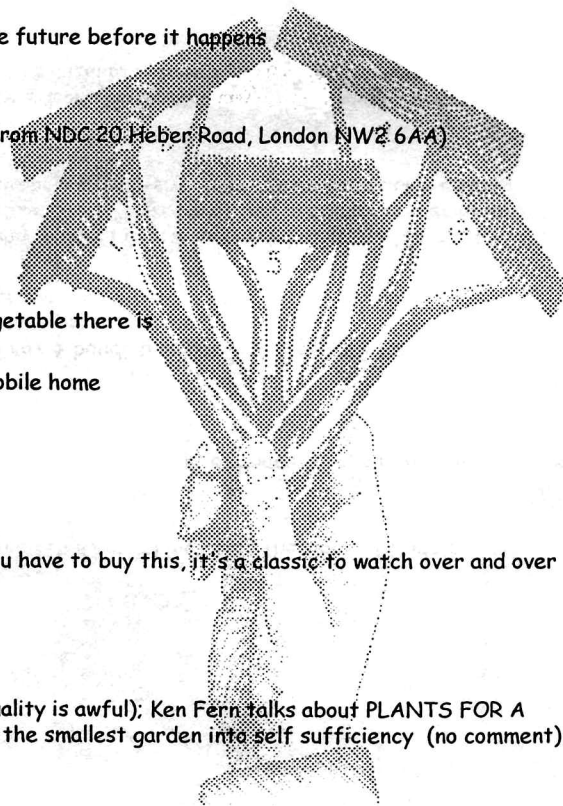 e future before it happens
rom NDC 20 Heber Road, London NW2 6AA)
5
getable there is
obile home
u have to buy this, it's a classic to watch over and over
ality is awful); Ken Fern talks about PLANTS FOR A
the smallest garden into self sufficiency (no comment)